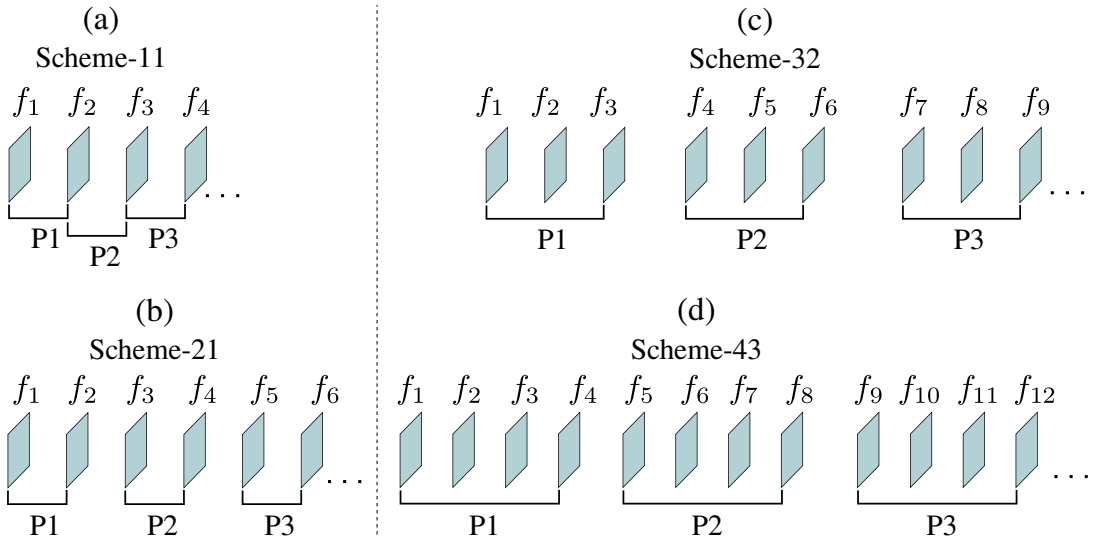 (a)
Scheme-11
f1 f2 f3 f4
...
P1 P2 P3
(b)
Scheme-21
f1 f2 f3 f4 f5 f6
...
P1 P2 P3
(c)
Scheme-32
f1 f2 f3 f4 f5 f6 f7 f8 f9
...
P1 P2 P3
(d)
Scheme-43
f1 f2 f3 f4 f5 f6 f7 f8 f9 f10 f11 f12
...
P1 P2 P3